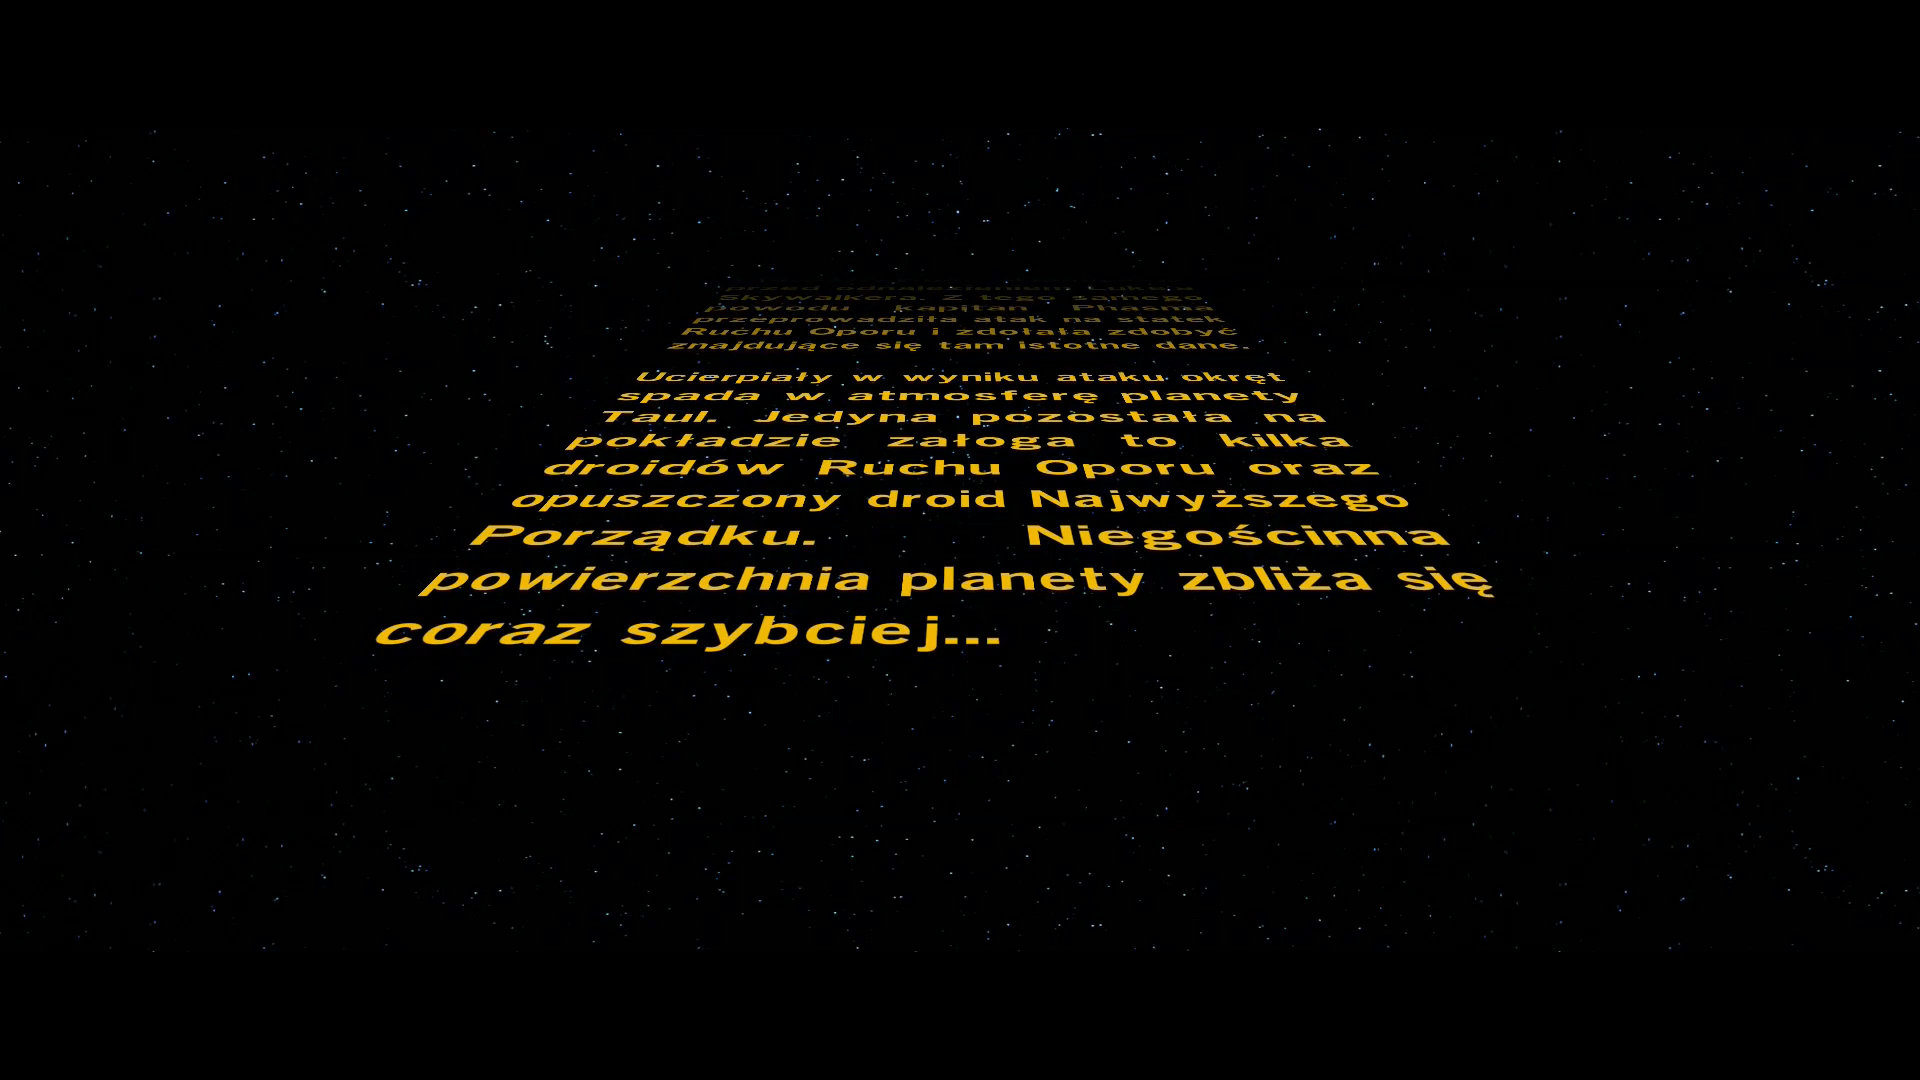 przed odnalezieniem Luke'a
Skywalkera. Z tego samego
powodu kapitan Phasma
przeprowadziła atak na statek
Ruchu Oporu i zdołała zdobyć
znajdujące się tam istotne dane.
Ucierpiały w wyniku ataku okręt
spada w atmosferę planety
Taul. Jedyna pozostała na
pokładzie załoga to kilka
droidów Ruchu Oporu oraz
opuszczony droid Najwyższego
Porządku. Niegościnna
powierzchnia planety zbliża się
coraz szybciej...